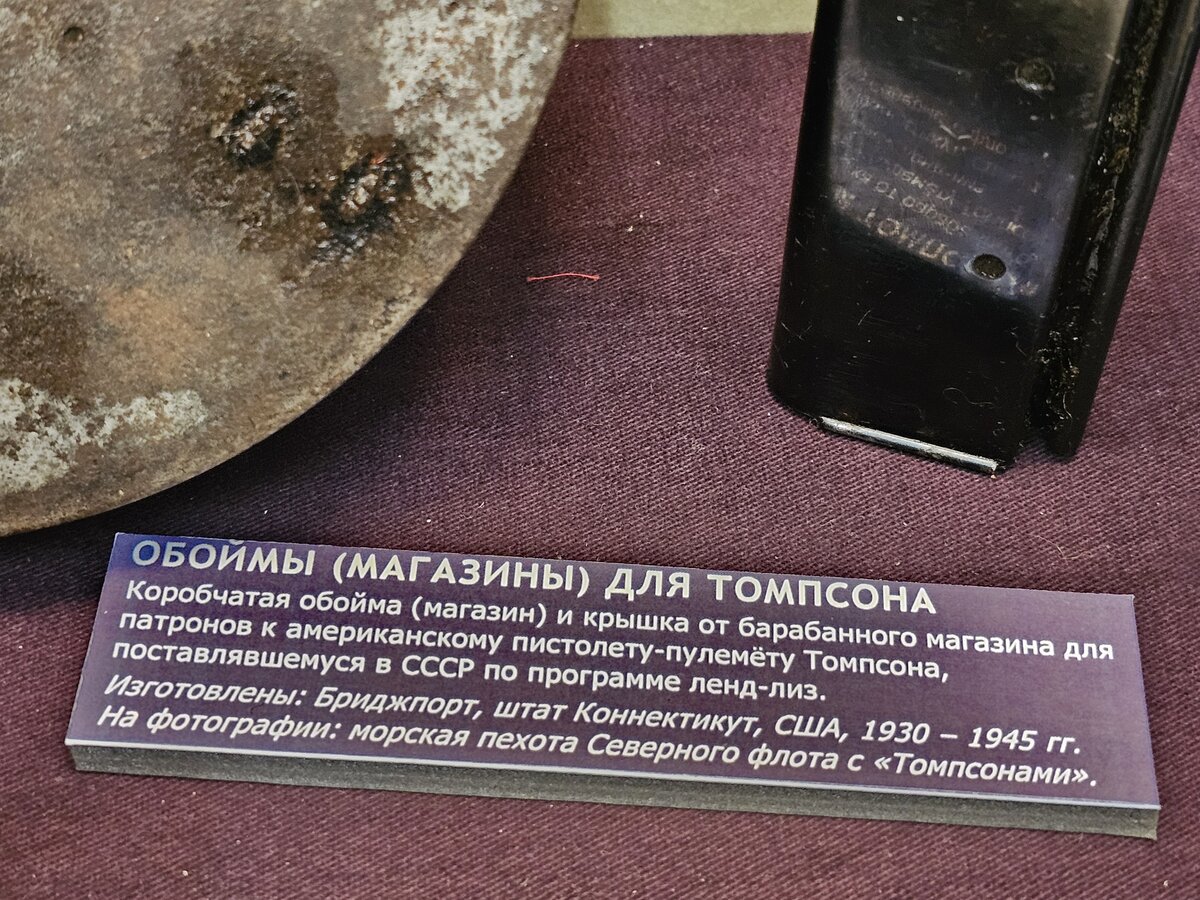 ОБОЙМЫ (МАГАЗИНЫ) ДЛЯ ТОМПСОНА
Коробчатая обойма (магазин) и крышка от барабанного магазина для
патронов к американскому пистолету-пулемёту Томпсона,
поставлявшемуся в СССР по программе ленд-лиз.
Изготовлены: Бриджпорт, штат Коннектикут, США, 1930 – 1945 гг.
На фотографии: морская пехота Северного флота с «Томпсонами».